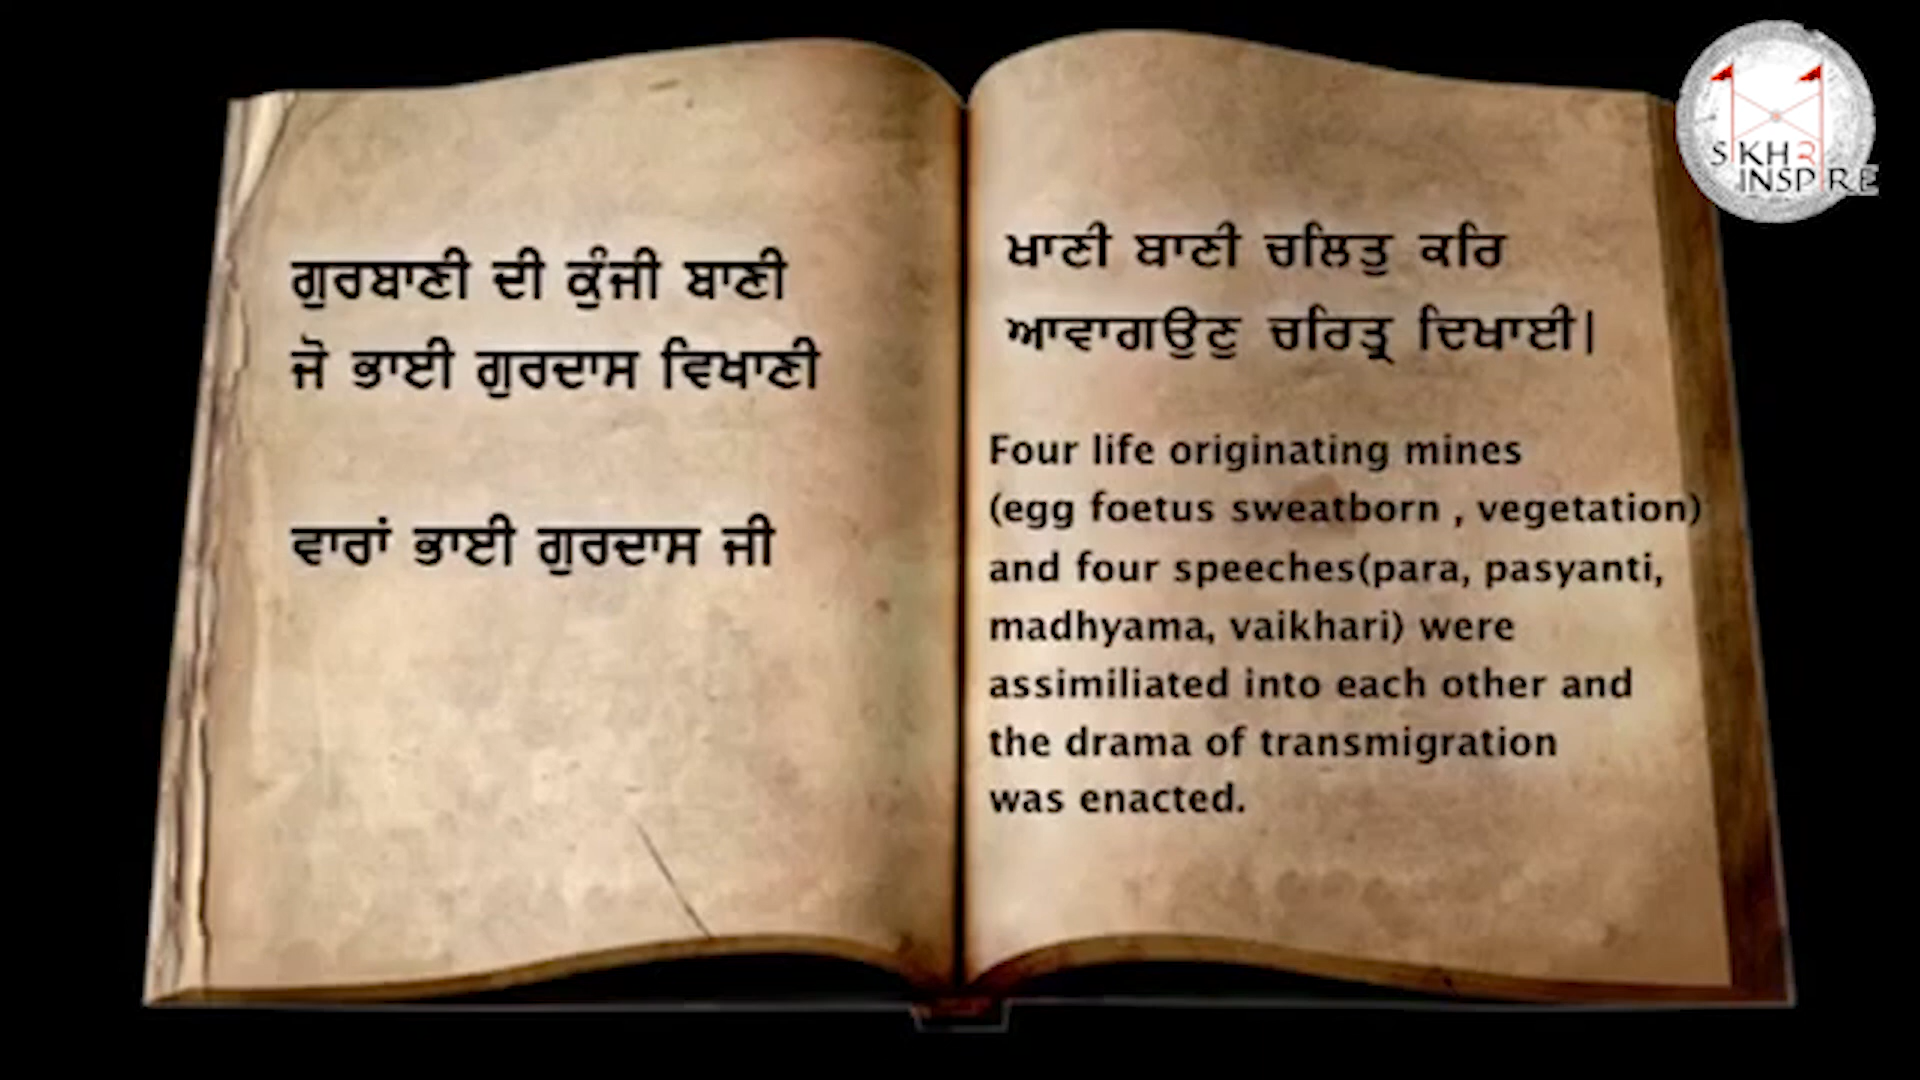 ਗੁਰਬਾਣੀ ਦੀ ਕੁੰਜੀ ਬਾਣੀ
ਜੋ ਭਾਈ ਗੁਰਦਾਸ ਵਿਖਾਣੀ
ਵਾਰਾਂ ਭਾਈ ਗੁਰਦਾਸ ਜੀ
ਖਾਣੀ ਬਾਣੀ ਚਲਿਤੁ ਕਰਿ
ਆਵਾਗਉਣੁ ਚਰਿਤ੍ਰ ਦਿਖਾਈ|
Four life originating mines
(egg foetus sweatborn , vegetation)
and four speeches(para, pasyanti,
madhyama, vaikhari) were
assimiliated into each other and
the drama of transmigration
was enacted.
SIKHR
INSPIRE